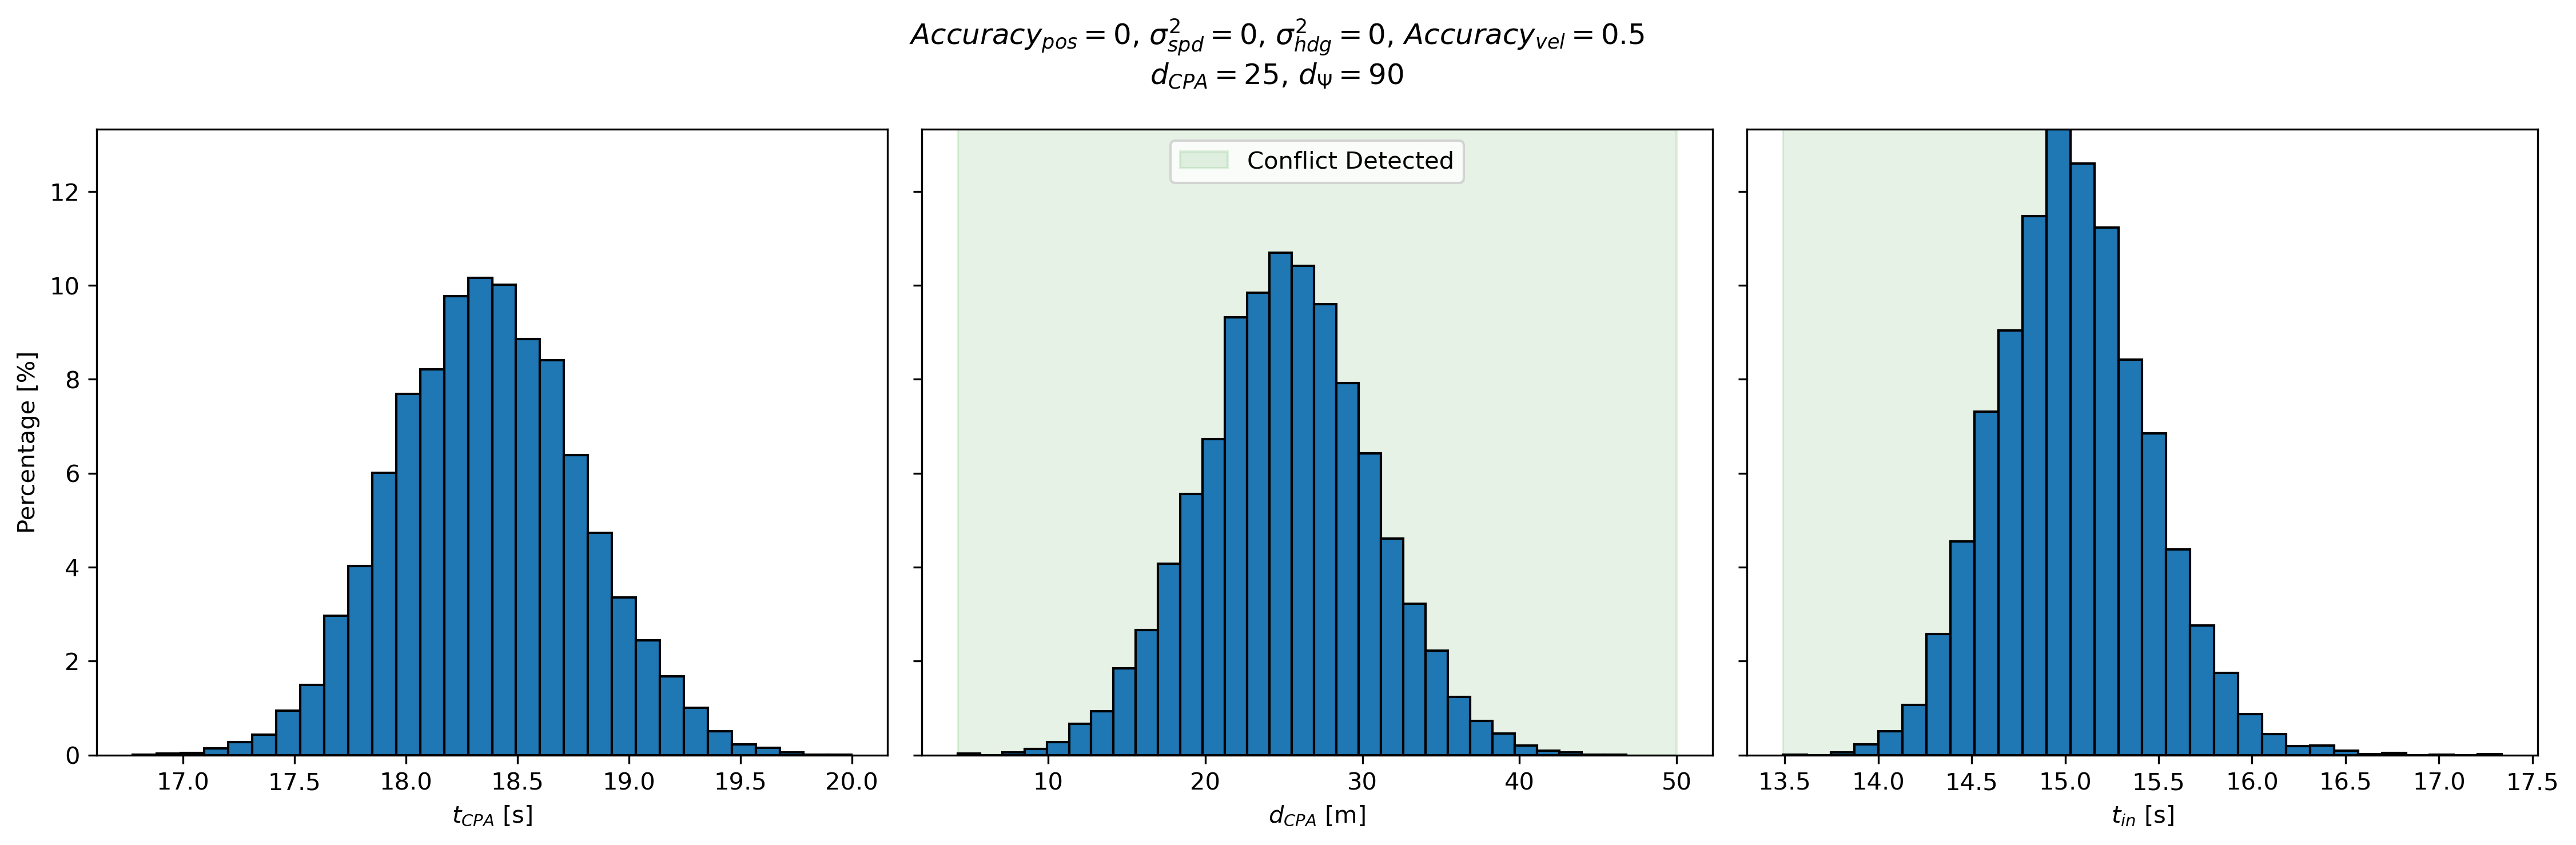 Accuracy_pos = 0, σ²_spd = 0, σ²_hdg = 0, Accuracy_vel = 0.5
d_CPA = 25, d_Ψ = 90
Percentage [%]
12
10
8
6
4
2
0
17.0 17.5 18.0 18.5 19.0 19.5 20.0
t_CPA [s]
Conflict Detected
10 20 30 40 50
d_CPA [m]
13.5 14.0 14.5 15.0 15.5 16.0 16.5 17.0 17.5
t_in [s]